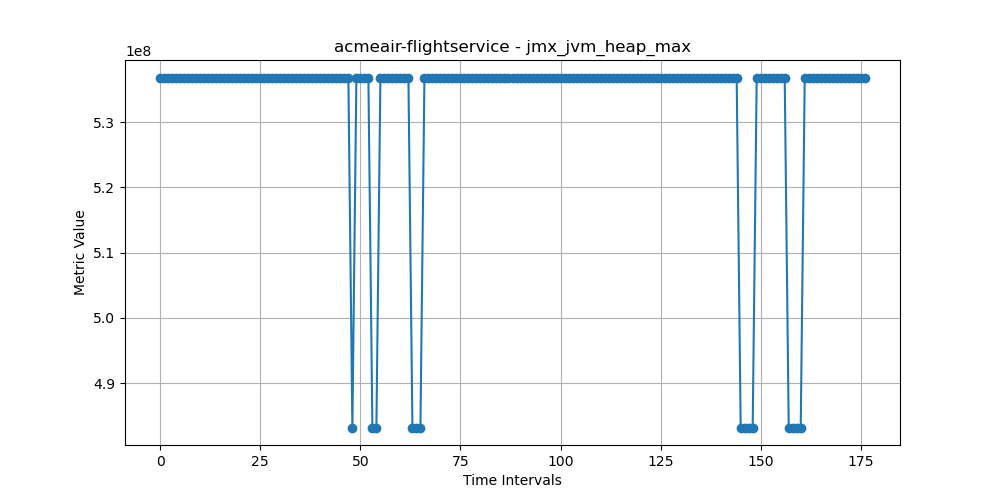 acmeair-flightservice - jmx_jvm_heap_max
1e8
5.3
5.2
5.1
5.0
4.9
Metric Value
0 25 50 75 100 125 150 175
Time Intervals